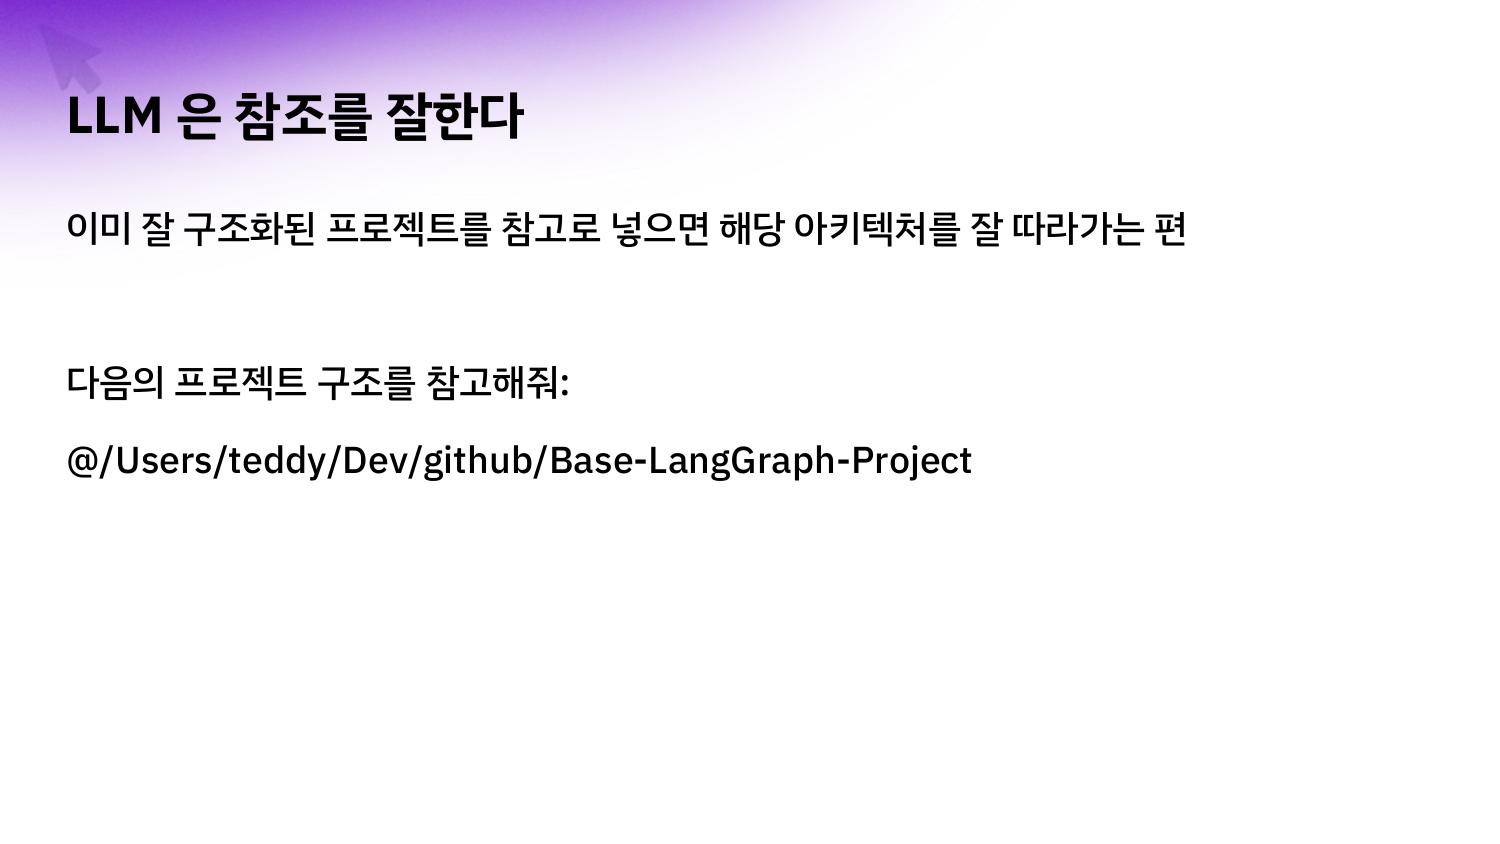 LLM 은 참조를 잘한다
이미 잘 구조화된 프로젝트를 참고로 넣으면 해당 아키텍처를 잘 따라가는 편
다음의 프로젝트 구조를 참고해줘:
@/Users/teddy/Dev/github/Base-LangGraph-Project